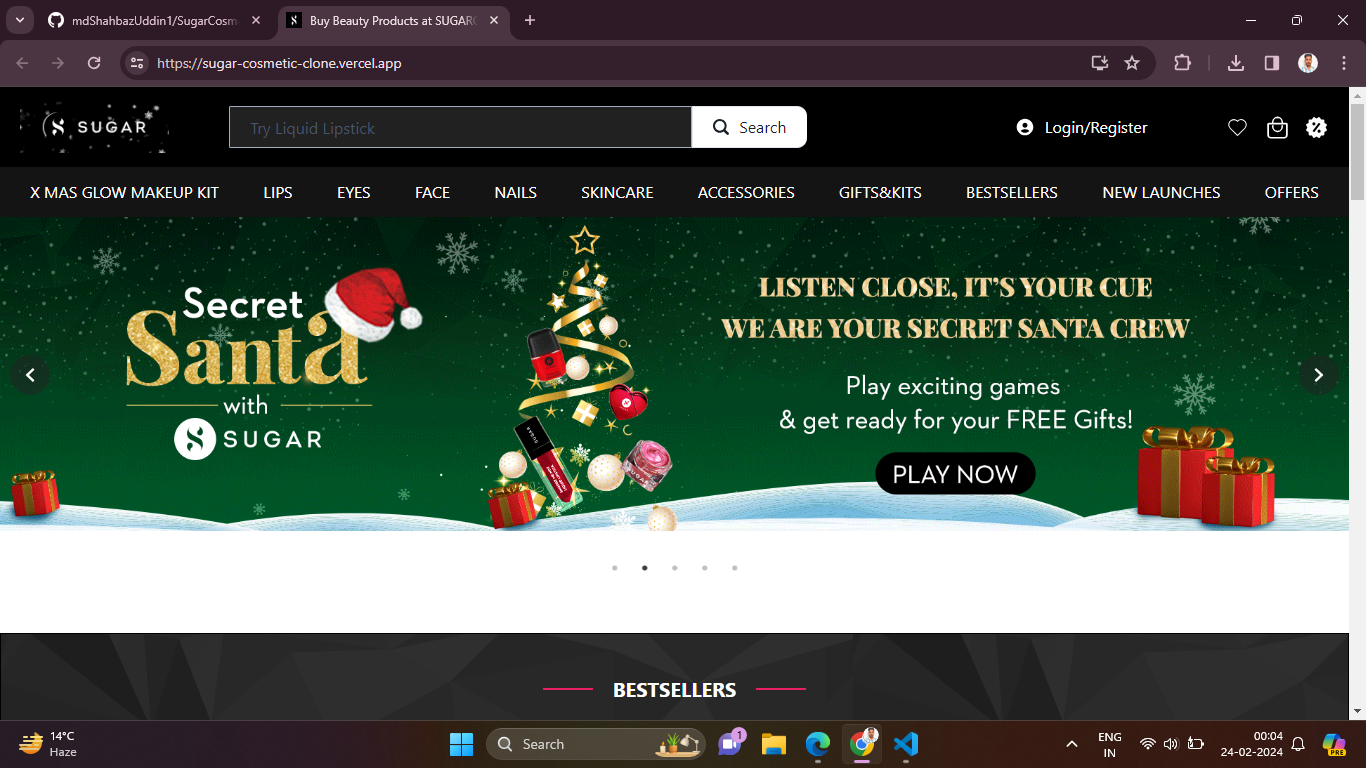 mdShahbazUddin1/SugarCosm
Buy Beauty Products at SUGAR
https://sugar-cosmetic-clone.vercel.app
SUGAR
Try Liquid Lipstick
Search
Login/Register
X MAS GLOW MAKEUP KIT
LIPS
EYES
FACE
NAILS
SKINCARE
ACCESSORIES
GIFTS&KITS
BESTSELLERS
NEW LAUNCHES
OFFERS
Secret
Santa
with
SUGAR
LISTEN CLOSE, IT'S YOUR CUE
WE ARE YOUR SECRET SANTA CREW
Play exciting games
& get ready for your FREE Gifts!
PLAY NOW
BESTSELLERS
14°C
Haze
Search
1
ENG
IN
00:04
24-02-2024
PRE